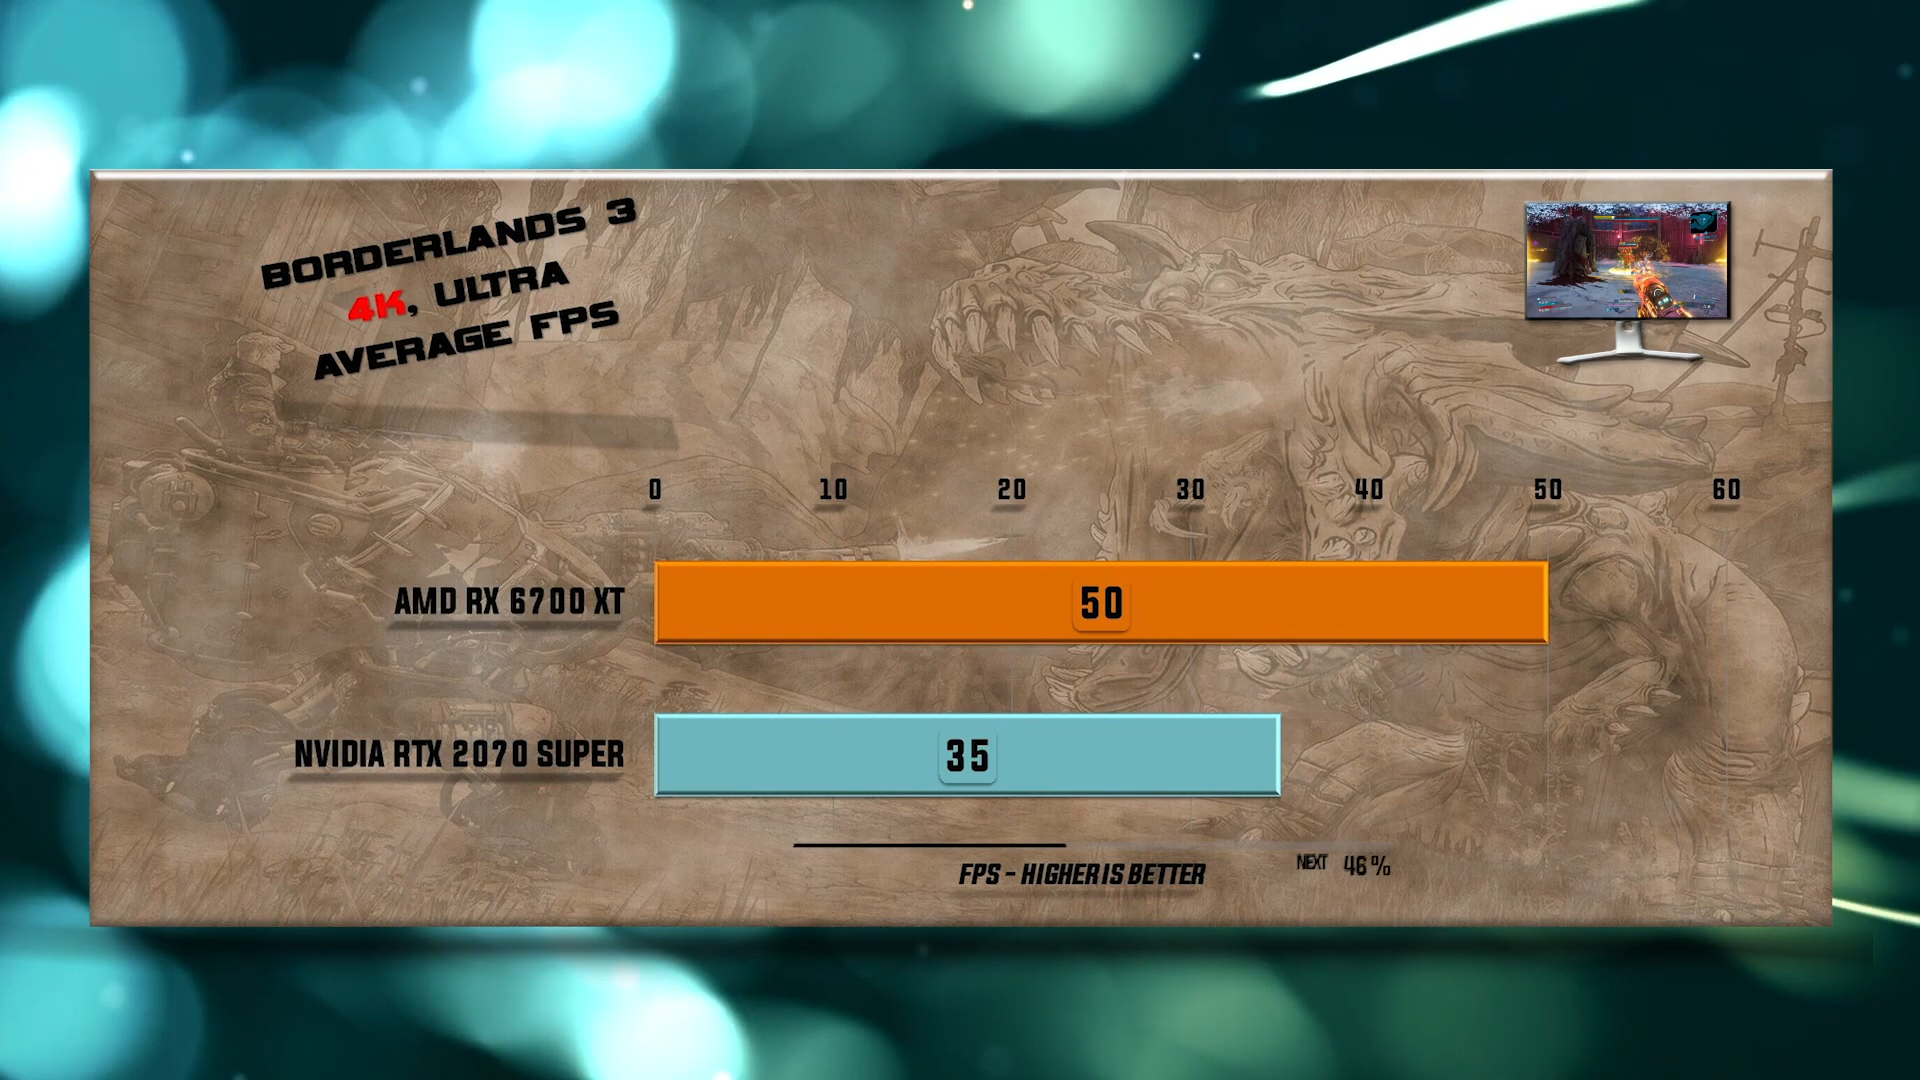 BORDERLANDS 3
4K, ULTRA
AVERAGE FPS
0 10 20 30 40 50 60
AMD RX 6700 XT 50
NVIDIA RTX 2070 SUPER 35
FPS - HIGHER IS BETTER
NEXT 46%